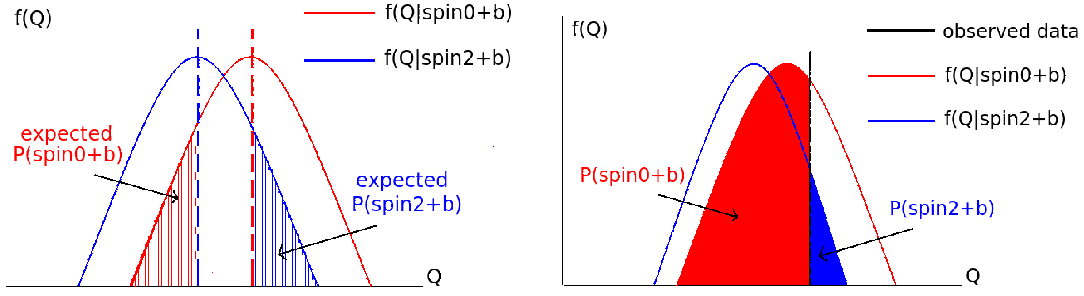 f(Q)
f(Q|spin0+b)
f(Q|spin2+b)
expected
P(spin0+b)
expected
P(spin2+b)
Q
f(Q)
observed data
f(Q|spin0+b)
f(Q|spin2+b)
P(spin0+b)
P(spin2+b)
Q